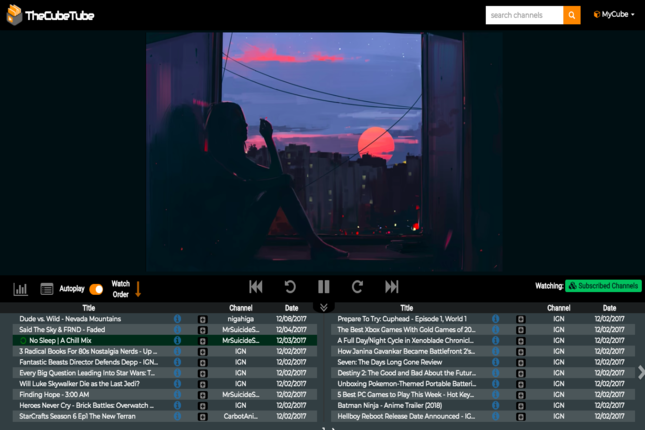 TheCubeTube
search channels
MyCube
Autoplay
Watch Order
Watching: Subscribed Channels
Title Channel Date
Dude vs. Wild - Nevada Mountains nigahiga 12/08/2017
Said The Sky & FRND - Faded MrSuicideS... 12/04/2017
No Sleep | A Chill Mix MrSuicideS... 12/03/2017
3 Radical Books For 80s Nostalgia Nerds - Up ... IGN 12/02/2017
Fantastic Beasts Director Defends Depp - IGN... IGN 12/02/2017
Every Big Question Leading Into Star Wars: T... IGN 12/02/2017
Will Luke Skywalker Die as the Last Jedi? IGN 12/02/2017
Finding Hope - 3:00 AM MrSuicideS... 12/02/2017
Heroes Never Cry - Brick Battles: Overwatch ... IGN 12/02/2017
StarCrafts Season 6 Ep1 The New Terran CarbotAni... 12/02/2017
Title Channel Date
Prepare To Try: Cuphead - Episode 1, World 1 IGN 12/02/2017
The Best Xbox Games With Gold Games of 20... IGN 12/02/2017
A Full Day/Night Cycle in Xenoblade Chronicl... IGN 12/02/2017
How Janina Gavankar Became Battlefront 2's... IGN 12/02/2017
Seven: The Days Long Gone Review IGN 12/02/2017
Destiny 2: The Good and Bad About the Futur... IGN 12/02/2017
Unboxing Pokemon-Themed Portable Batteri... IGN 12/02/2017
5 Best PC Games to Play This Week - Hot Key... IGN 12/02/2017
Batman Ninja - Anime Trailer (2018) IGN 12/02/2017
Hellboy Reboot Release Date Announced - IG... IGN 12/02/2017